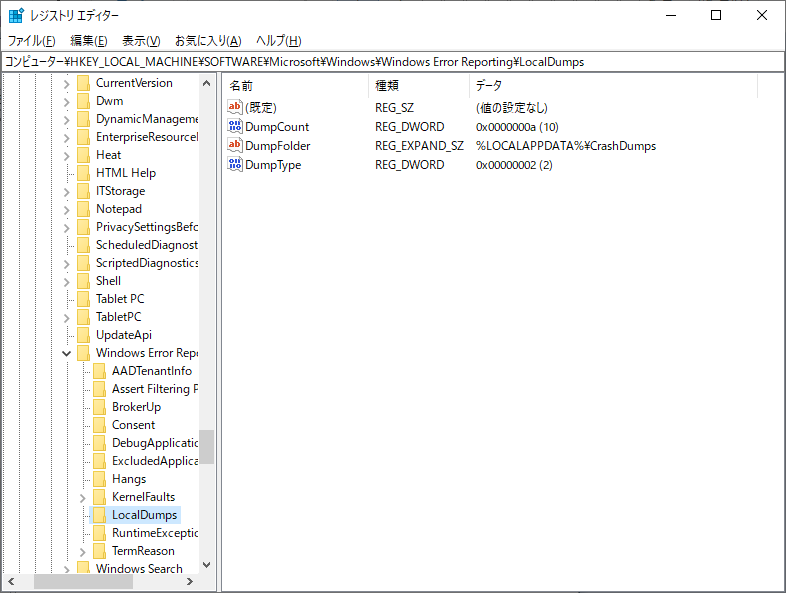 レジストリ エディター
ファイル(F) 編集(E) 表示(V) お気に入り(A) ヘルプ(H)
コンピューター¥HKEY_LOCAL_MACHINE¥SOFTWARE¥Microsoft¥Windows¥Windows Error Reporting¥LocalDumps
CurrentVersion
Dwm
DynamicManageme
EnterpriseResourcel
Heat
HTML Help
ITStorage
Notepad
PrivacySettingsBefo
ScheduledDiagnost
ScriptedDiagnostics
Shell
Tablet PC
TabletPC
UpdateApi
Windows Error Repo
AADTenantInfo
Assert Filtering P
BrokerUp
Consent
DebugApplicatic
ExcludedApplica
Hangs
KernelFaults
LocalDumps
RuntimeExceptic
TermReason
Windows Search
名前 種類 データ
ab (既定) REG_SZ (値の設定なし)
DumpCount REG_DWORD 0x0000000a (10)
ab DumpFolder REG_EXPAND_SZ %LOCALAPPDATA%¥CrashDumps
DumpType REG_DWORD 0x00000002 (2)